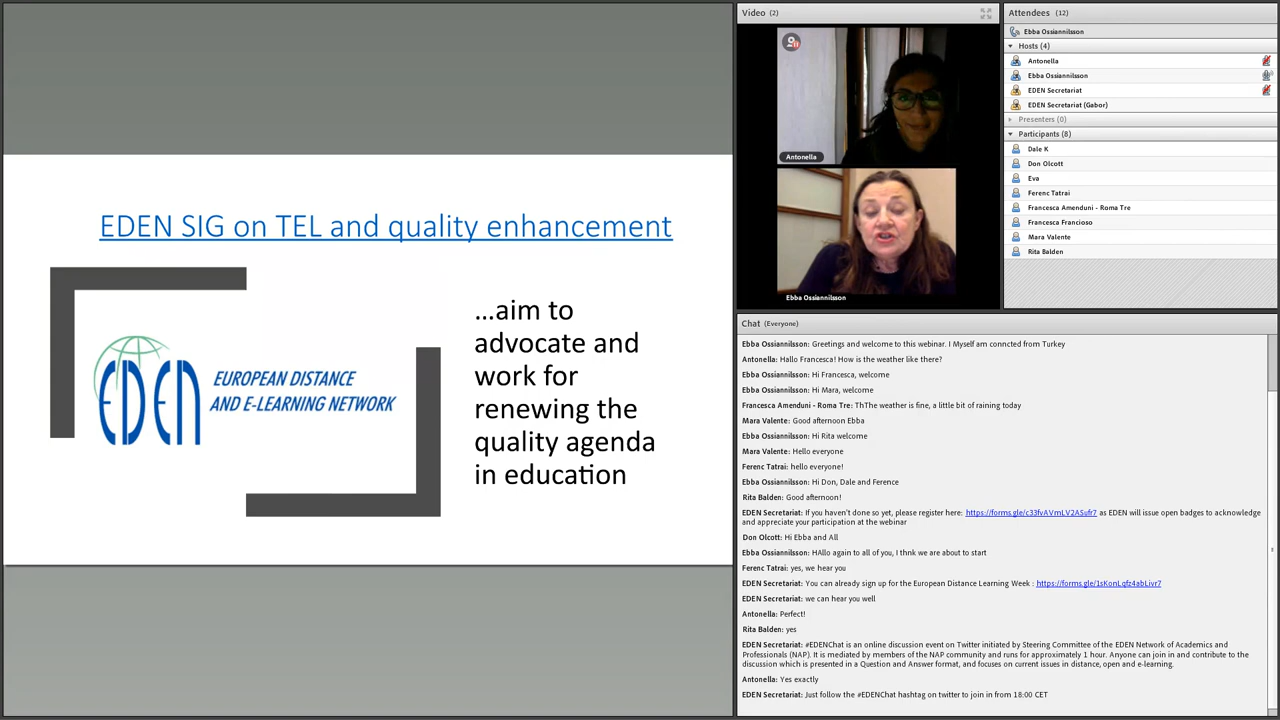 EDEN SIG on TEL and quality enhancement
EDEN
EUROPEAN DISTANCE
AND E-LEARNING NETWORK
...aim to
advocate and
work for
renewing the
quality agenda
in education
Video (2)
Antonella
Ebba Ossiannilsson
Attendees (12)
Ebba Ossiannilsson
Hosts (4)
Antonella
Ebba Ossiannilsson
EDEN Secretariat
EDEN Secretariat (Gabor)
Presenters (0)
Participants (8)
Dale K
Don Olcott
Eva
Ferenc Tatrai
Francesca Amenduni - Roma Tre
Francesca Francioso
Mara Valente
Rita Balden
Chat (Everyone)
Ebba Ossiannilsson: Greetings and welcome to this webinar. I Myself am conncted from Turkey
Antonella: Hallo Francesca! How is the weather like there?
Ebba Ossiannilsson: Hi Francesca, welcome
Ebba Ossiannilsson: Hi Mara, welcome
Francesca Amenduni - Roma Tre: ThThe weather is fine, a little bit of raining today
Mara Valente: Good afternoon Ebba
Ebba Ossiannilsson: Hi Rita welcome
Mara Valente: Hello everyone
Ferenc Tatrai: hello everyone!
Ebba Ossiannilsson: Hi Don, Dale and Ference
Rita Balden: Good afternoon!
EDEN Secretariat: If you haven't done so yet, please register here: https://forms.gle/c33fvAVmLV2ASufr7 as EDEN will issue open badges to acknowledge
and appreciate your participation at the webinar
Don Olcott: Hi Ebba and All
Ebba Ossiannilsson: HAllo again to all of you, I thnk we are about to start
Ferenc Tatrai: yes, we hear you
EDEN Secretariat: You can already sign up for the European Distance Learning Week : https://forms.gle/1sKonLqfz4abLivr7
EDEN Secretariat: we can hear you well
Antonella: Perfect!
Rita Balden: yes
EDEN Secretariat: #EDENChat is an online discussion event on Twitter initiated by Steering Committee of the EDEN Network of Academics and
Professionals (NAP). It is mediated by members of the NAP community and runs for approximately 1 hour. Anyone can join in and contribute to the
discussion which is presented in a Question and Answer format, and focuses on current issues in distance, open and e-learning.
Antonella: Yes exactly
EDEN Secretariat: Just follow the #EDENChat hashtag on twitter to join in from 18:00 CET